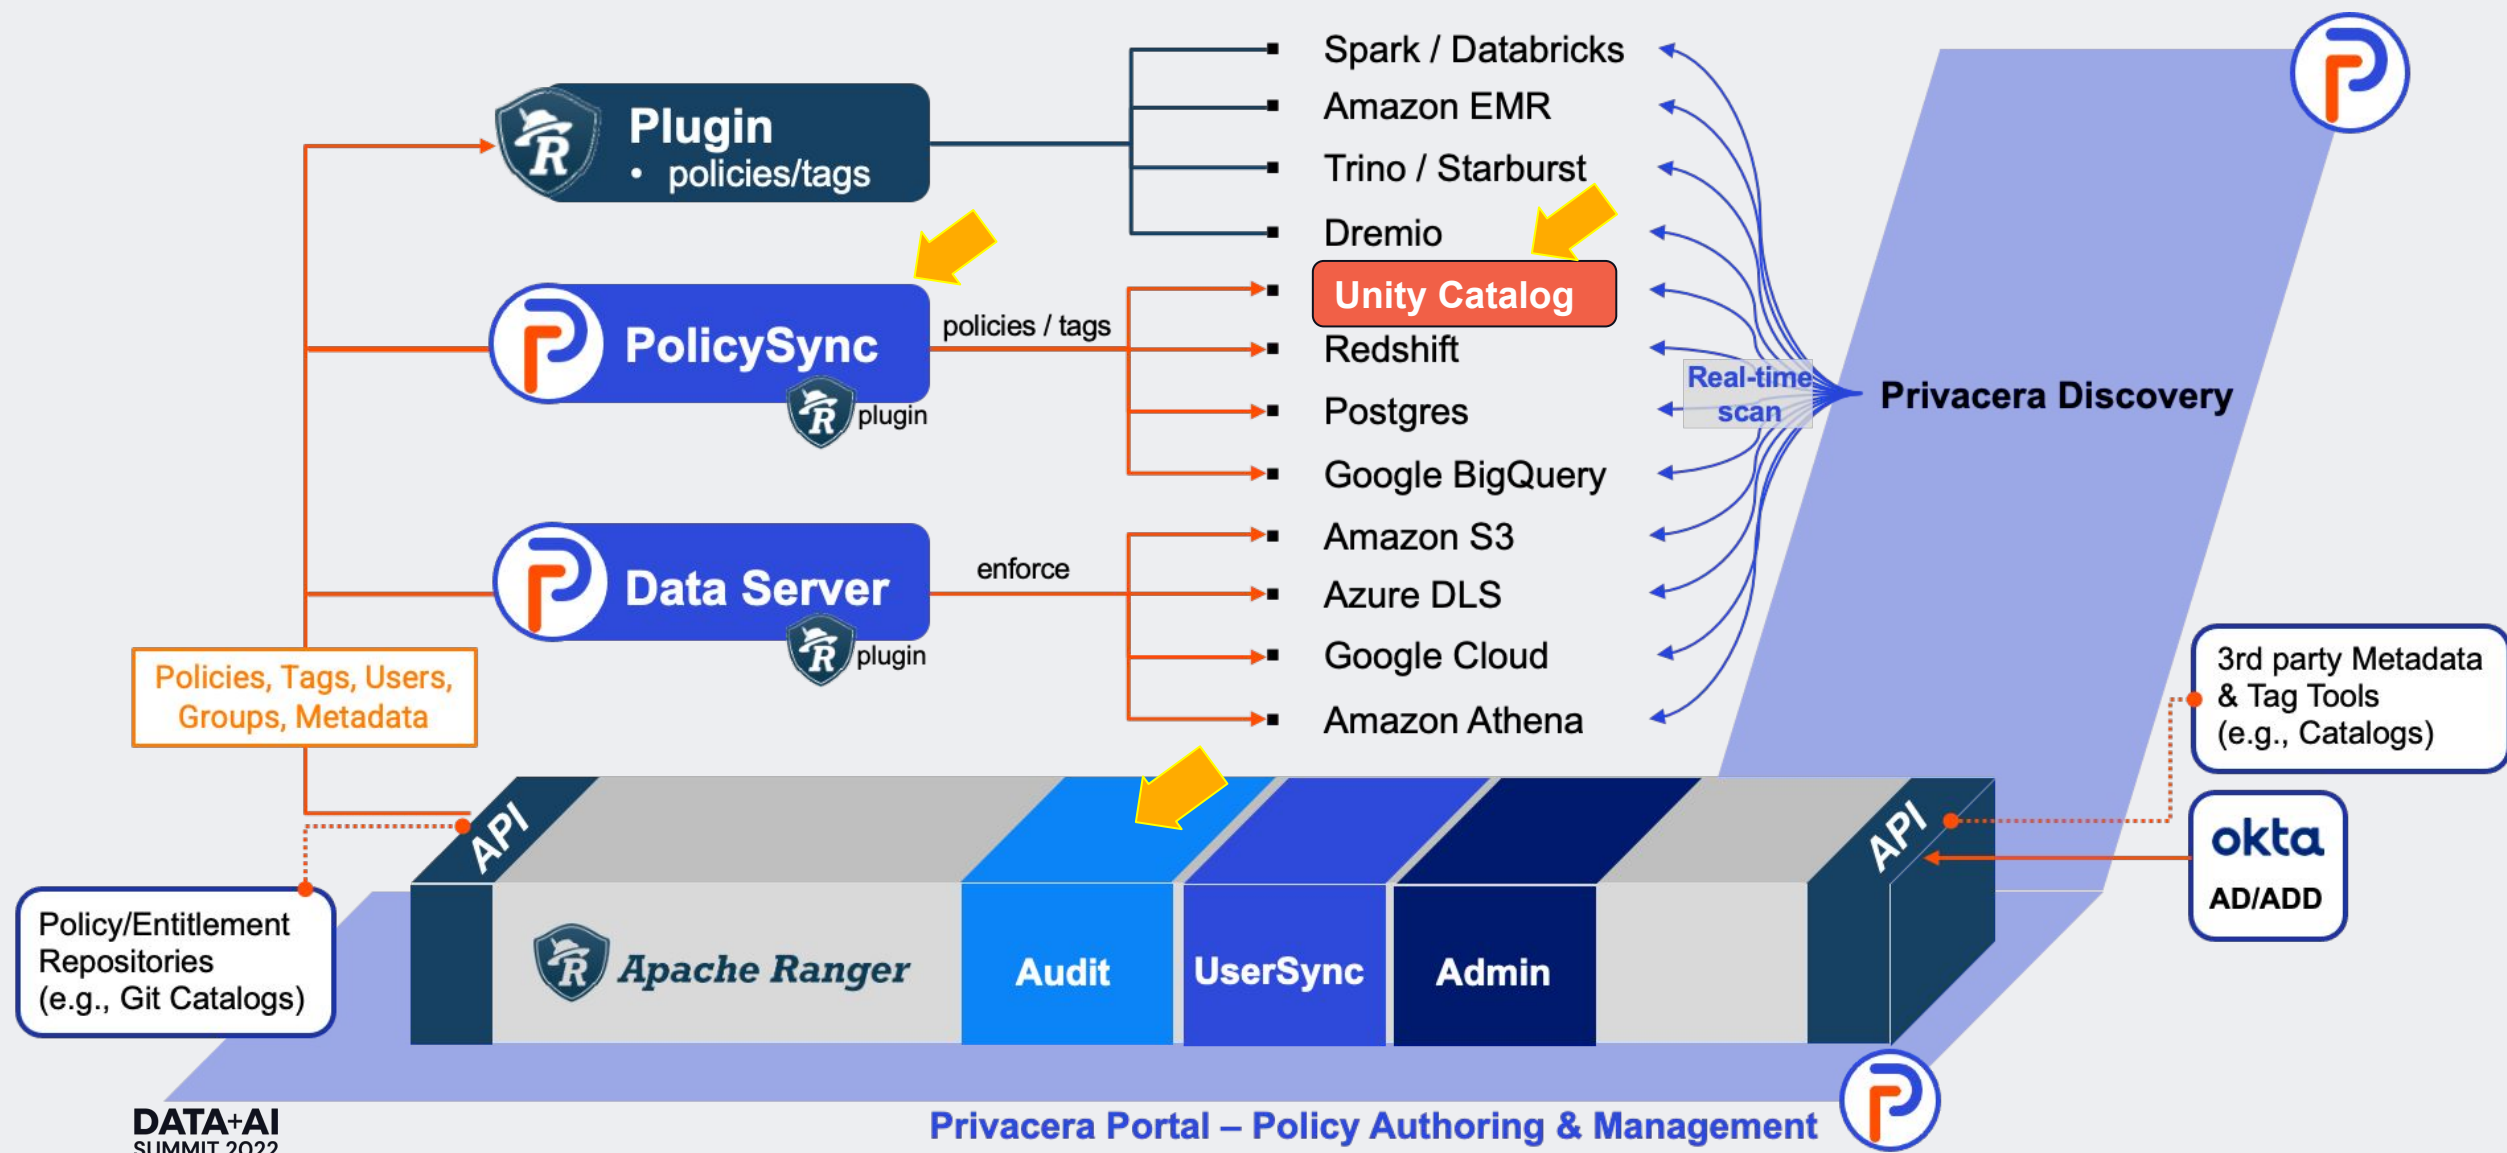 Plugin
• policies/tags
PolicySync
R plugin
Data Server
R plugin
policies / tags
enforce
Spark / Databricks
Amazon EMR
Trino / Starburst
Dremio
Unity Catalog
Redshift
Postgres
Google BigQuery
Amazon S3
Azure DLS
Google Cloud
Amazon Athena
Real-time
scan
Privacera Discovery
Policies, Tags, Users,
Groups, Metadata
3rd party Metadata
& Tag Tools
(e.g., Catalogs)
okta
AD/ADD
API
API
Policy/Entitlement
Repositories
(e.g., Git Catalogs)
R Apache Ranger
Audit
UserSync
Admin
Privacera Portal – Policy Authoring & Management
DATA+AI
SUMMIT 2022